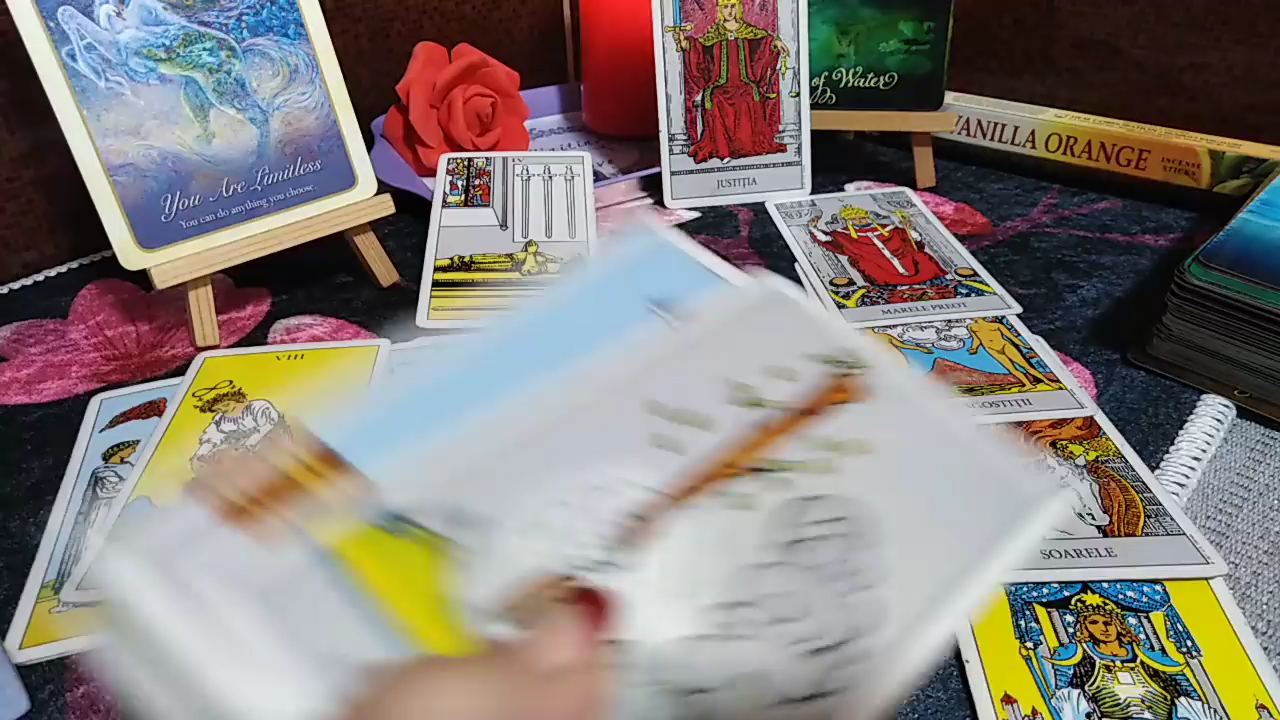 You Are Limitless
You can do anything you choose.
IV
JUSTIȚIA
of Water
VANILLA ORANGE
INCENSE
STICKS
MARELE PREOT
VIII
SOARELE